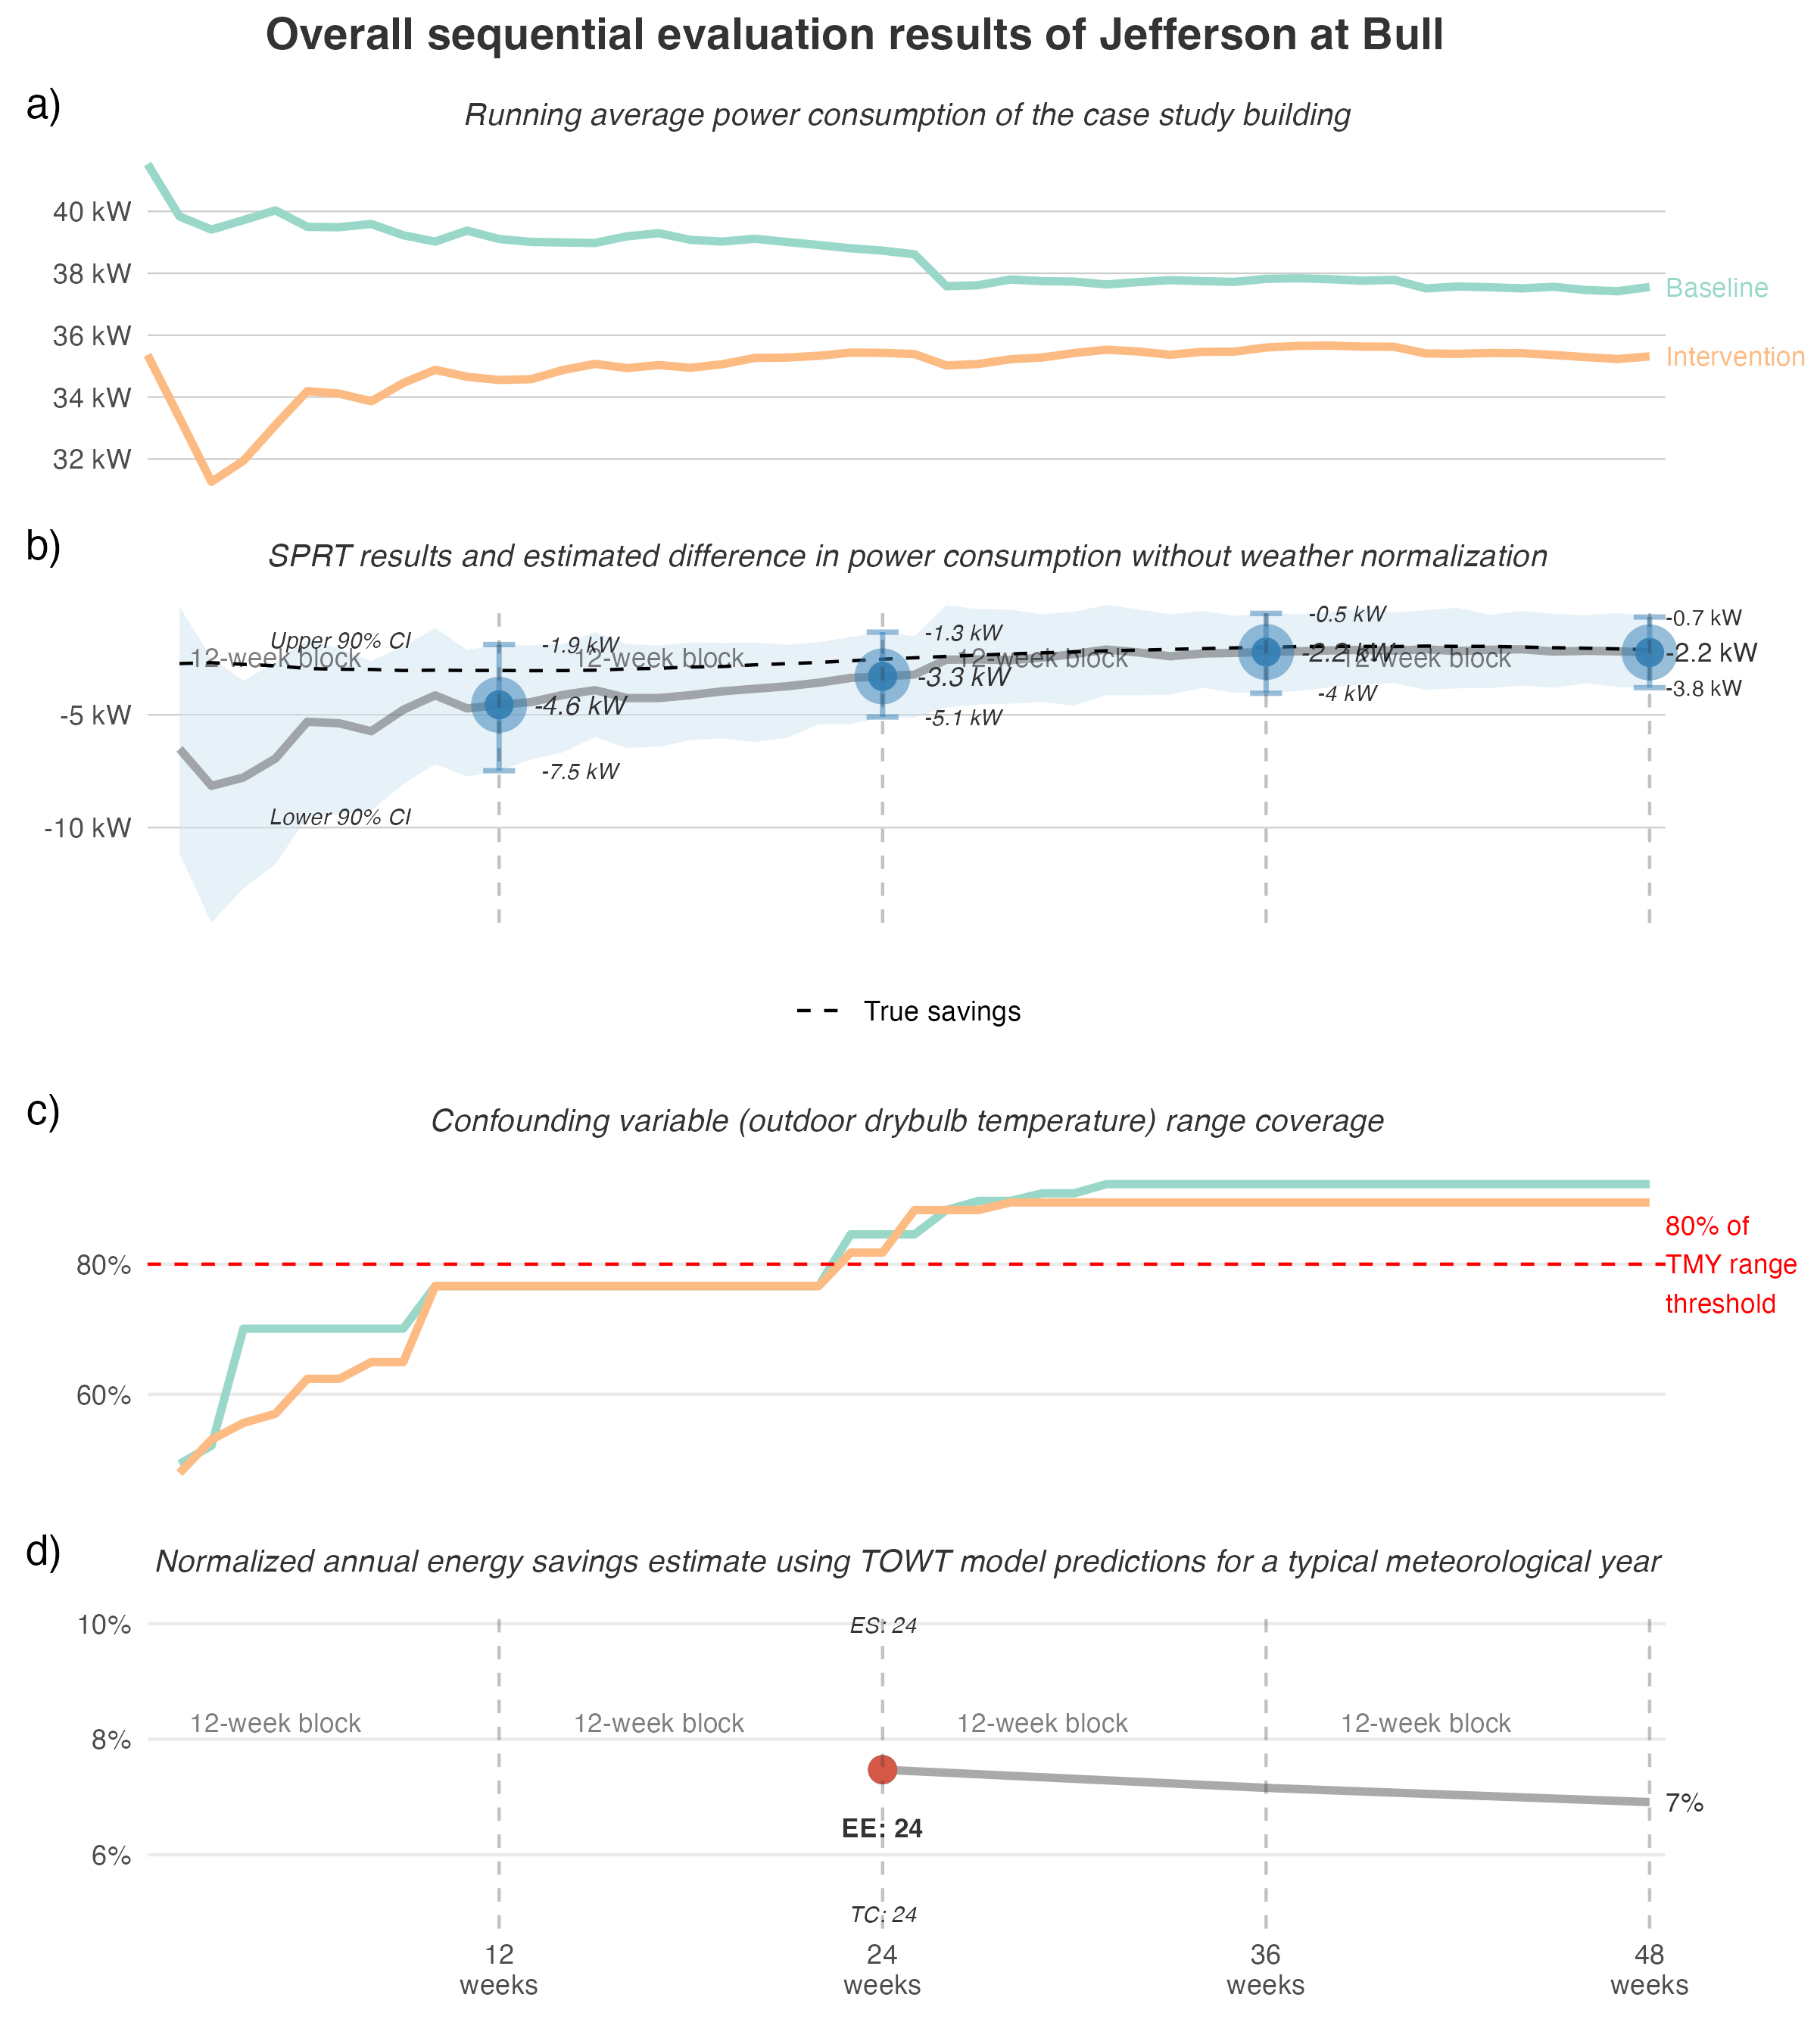 Overall sequential evaluation results of Jefferson at Bull
a)
Running average power consumption of the case study building
40 kW
38 kW
36 kW
34 kW
32 kW
Baseline
Intervention
b)
SPRT results and estimated difference in power consumption without weather normalization
-5 kW
-10 kW
Upper 90% CI
Lower 90% CI
12-week block
12-week block
12-week block
12-week block
-1.9 kW
-4.6 kW
-7.5 kW
-1.3 kW
-3.3 kW
-5.1 kW
-0.5 kW
-2.2 kW
-4 kW
-0.7 kW
-2.2 kW
-3.8 kW
True savings
c)
Confounding variable (outdoor drybulb temperature) range coverage
80%
60%
80% of
TMY range
threshold
d)
Normalized annual energy savings estimate using TOWT model predictions for a typical meteorological year
10%
8%
6%
ES: 24
12-week block
12-week block
12-week block
12-week block
7%
EE: 24
TC: 24
12
weeks
24
weeks
36
weeks
48
weeks